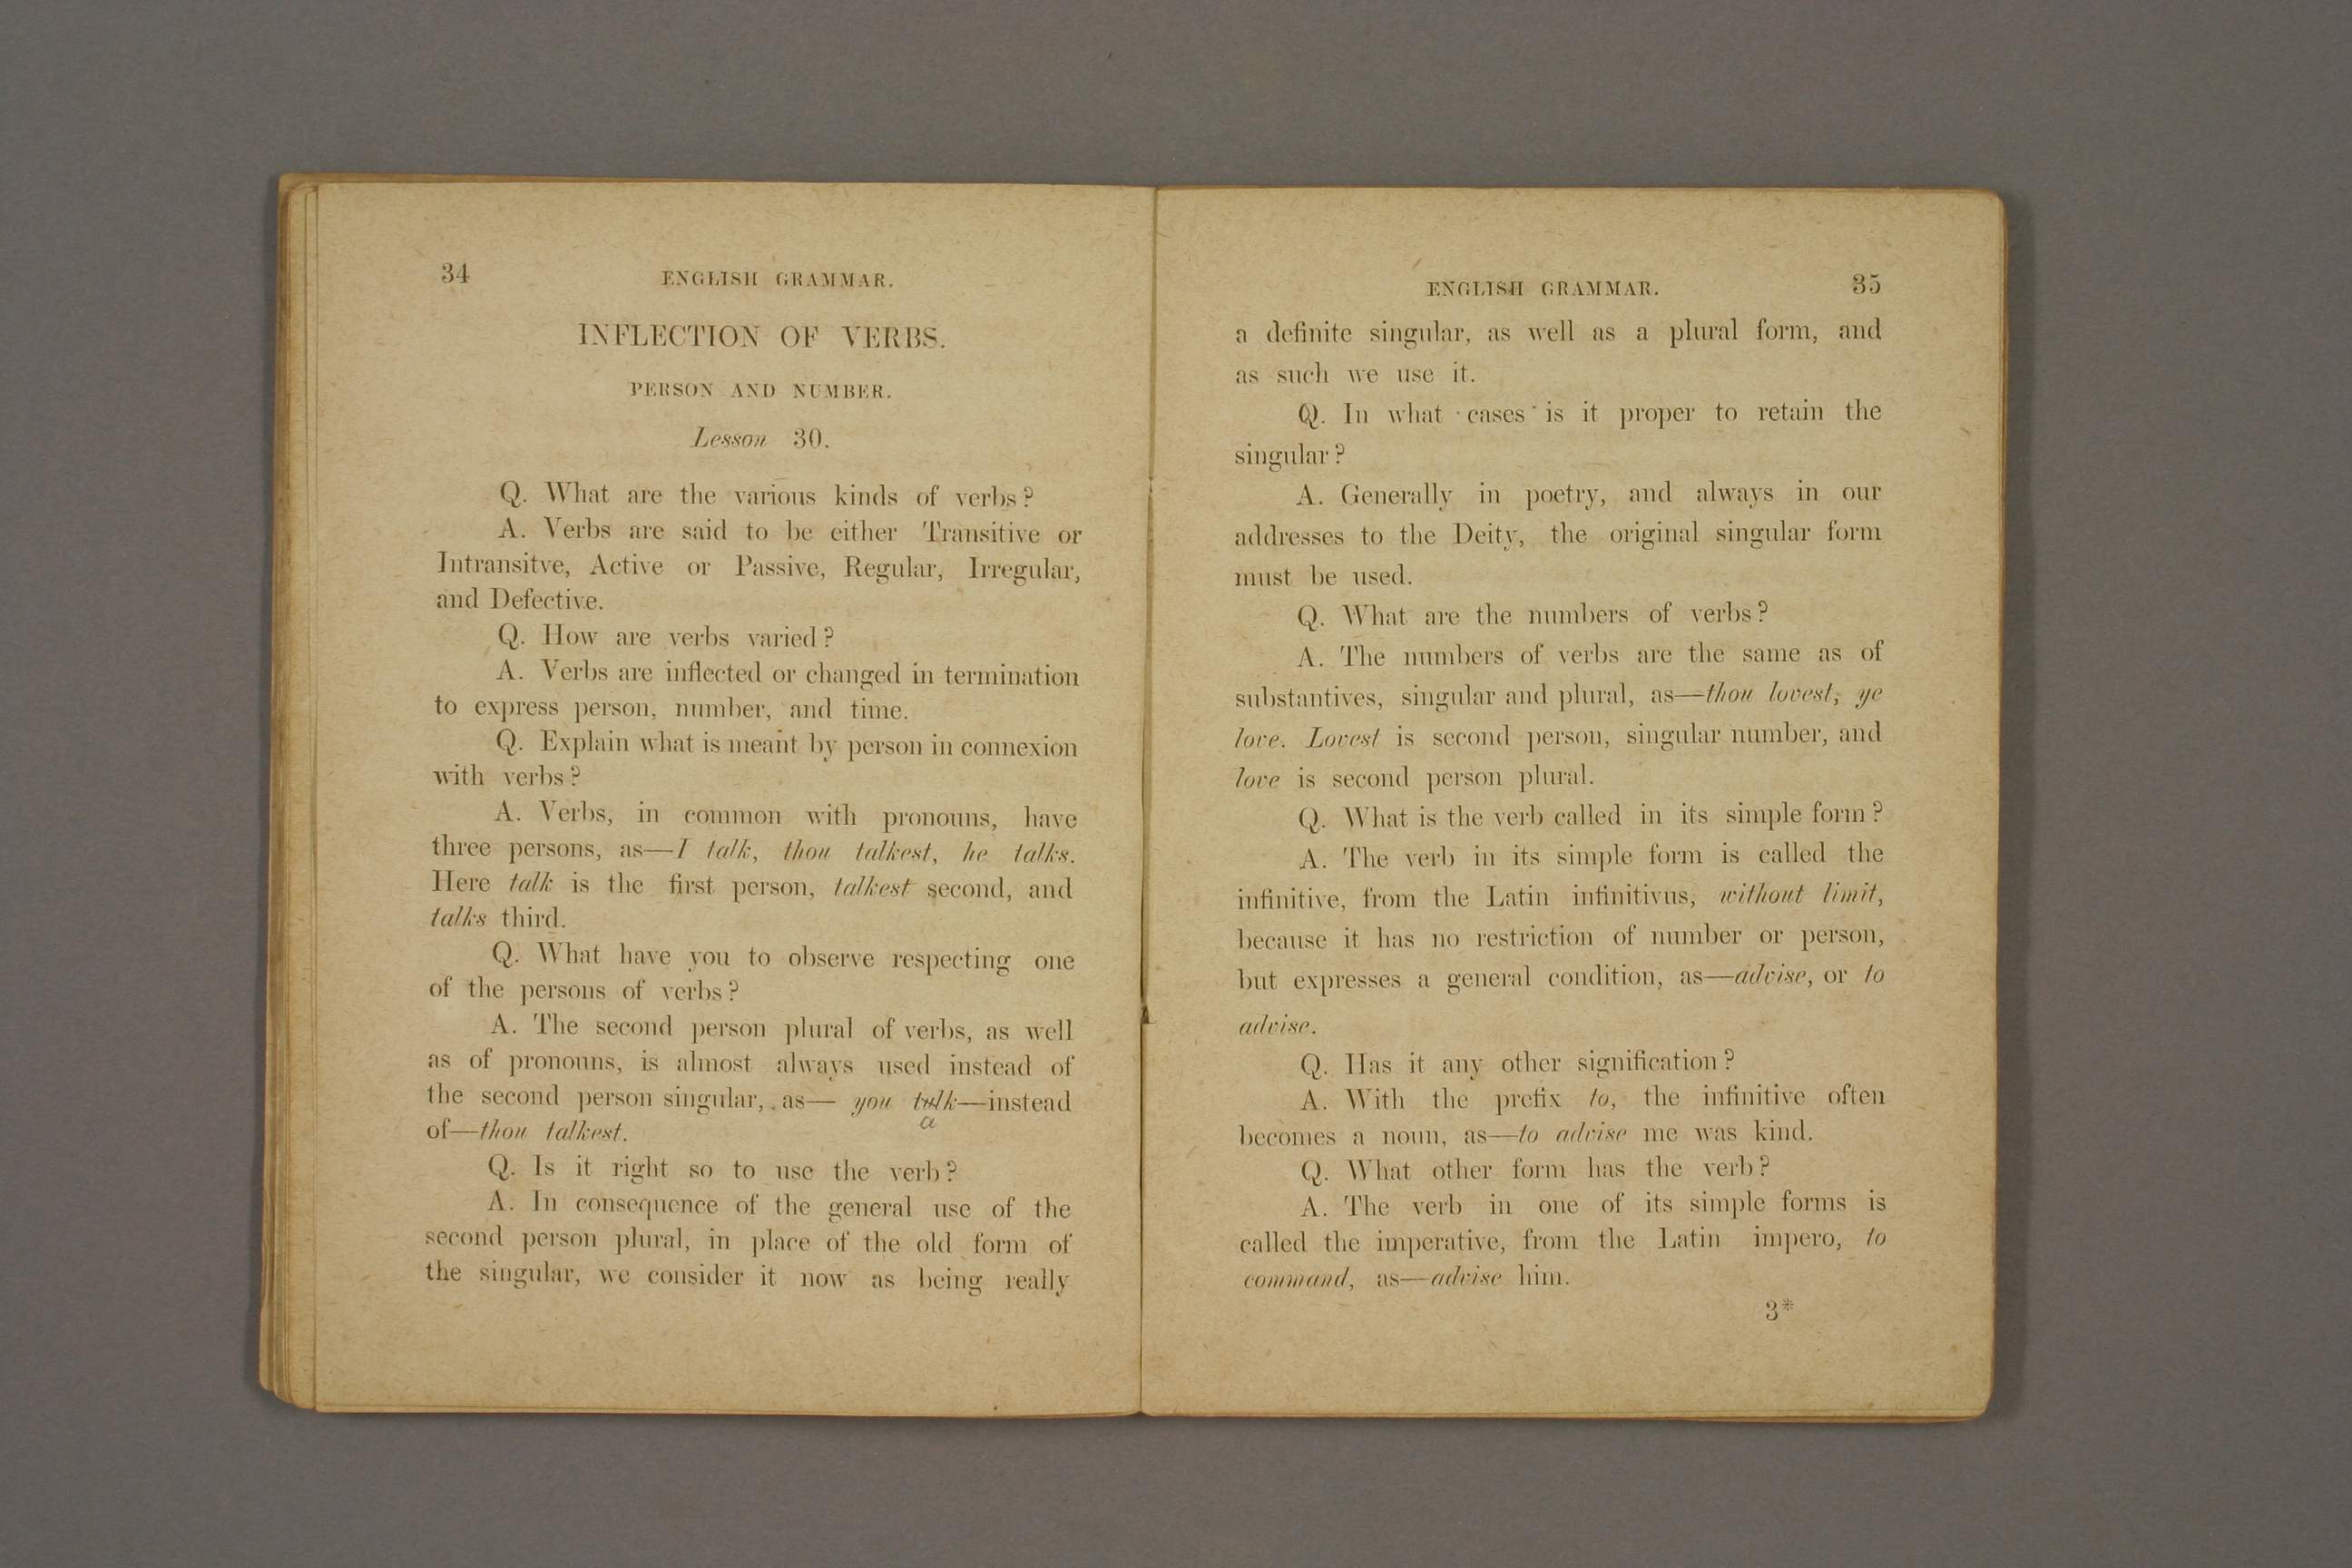 34 ENGLISH GRAMMAR.
INFLECTION OF VERBS.
PERSON AND NUMBER.
Lesson 30.
Q. What are the various kinds of verbs?
A. Verbs are said to be either Transitive or
Intransitve, Active or Passive, Regular, Irregular,
and Defective.
Q. How are verbs varied?
A. Verbs are inflected or changed in termination
to express person, number, and time.
Q. Explain what is meant by person in connexion
with verbs?
A. Verbs, in common with pronouns, have
three persons, as—I talk, thou talkest, he talks.
Here talk is the first person, talkest second, and
talks third.
Q. What have you to observe respecting one
of the persons of verbs?
A. The second person plural of verbs, as well
as of pronouns, is almost always used instead of
the second person singular, as— you tulk—instead
a
of—thou talkest.
Q. Is it right so to use the verb?
A. In consequence of the general use of the
second person plural, in place of the old form of
the singular, we consider it now as being really
ENGLISH GRAMMAR. 35
a definite singular, as well as a plural form, and
as such we use it.
Q. In what cases is it proper to retain the
singular?
A. Generally in poetry, and always in our
addresses to the Deity, the original singular form
must be used.
Q. What are the numbers of verbs?
A. The numbers of verbs are the same as of
substantives, singular and plural, as—thou lovest, ye
love. Lovest is second person, singular number, and
love is second person plural.
Q. What is the verb called in its simple form?
A. The verb in its simple form is called the
infinitive, from the Latin infinitivus, without limit,
because it has no restriction of number or person,
but expresses a general condition, as—advise, or to
advise.
Q. Has it any other signification?
A. With the prefix to, the infinitive often
becomes a noun, as—to advise me was kind.
Q. What other form has the verb?
A. The verb in one of its simple forms is
called the imperative, from the Latin impero, to
command, as—advise him.
3*